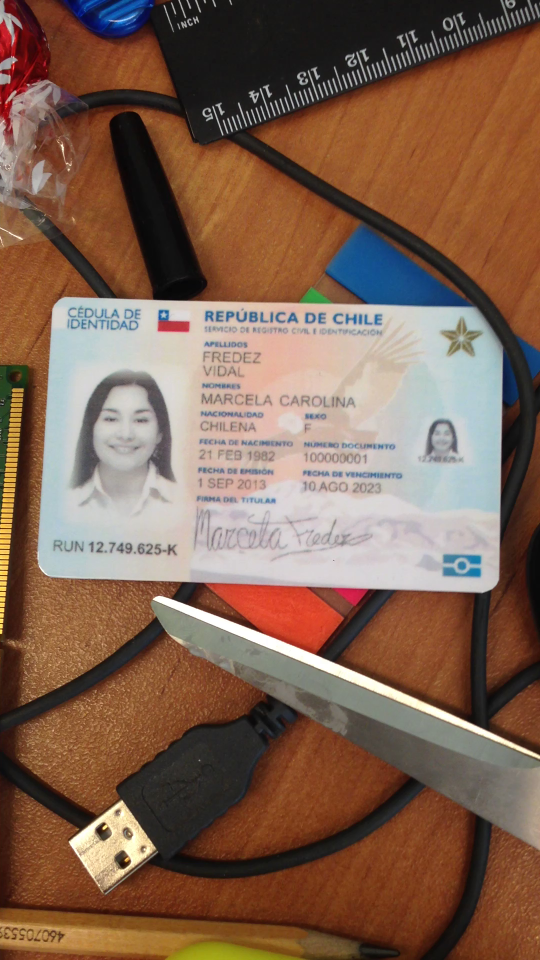 INCH
15 14 13 12 11 10 9
CÉDULA DE
IDENTIDAD
REPÚBLICA DE CHILE
SERVICIO DE REGISTRO CIVIL E IDENTIFICACIÓN
APELLIDOS
FREDEZ
VIDAL
NOMBRES
MARCELA CAROLINA
NACIONALIDAD SEXO
CHILENA F
FECHA DE NACIMIENTO NÚMERO DOCUMENTO
21 FEB 1982 100000001
FECHA DE EMISIÓN FECHA DE VENCIMIENTO
1 SEP 2013 10 AGO 2023
FIRMA DEL TITULAR
Marcela Fredez
12.749.625-K
RUN 12.749.625-K